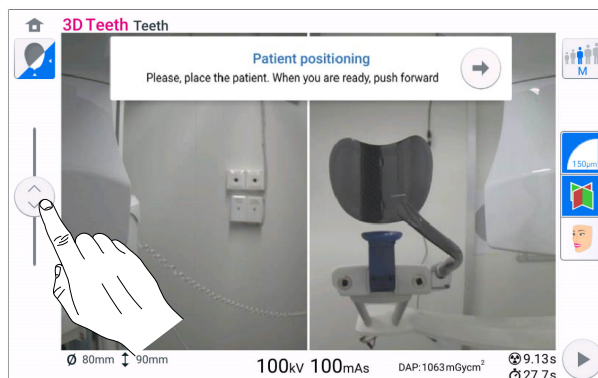 3D Teeth Teeth
Patient positioning
Please, place the patient. When you are ready, push forward
M
150µm
Ø 80mm ↕ 90mm
100kV 100mAs
DAP:1063mGycm²
9.13s
27.7s